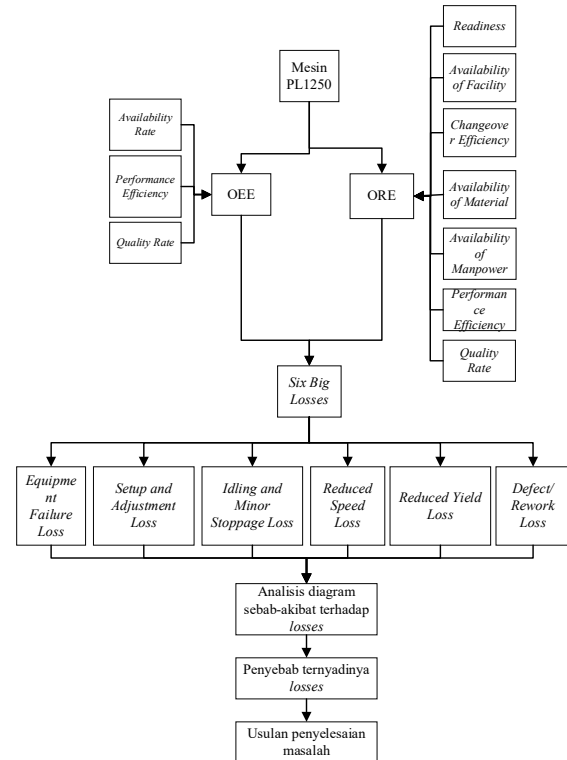 Mesin
PL1250
Availability
Rate
Performance
Efficiency
Quality Rate
OEE
ORE
Readiness
Availability
of Facility
Changeove
r Efficiency
Availability
of Material
Availability
of
Manpower
Performan
ce
Efficiency
Quality
Rate
Six Big
Losses
Equipme
nt
Failure
Loss
Setup and
Adjustment
Loss
Idling and
Minor
Stoppage Loss
Reduced
Speed
Loss
Reduced Yield
Loss
Defect/
Rework
Loss
Analisis diagram
sebab-akibat terhadap
losses
Penyebab ternyadinya
losses
Usulan penyelesaian
masalah